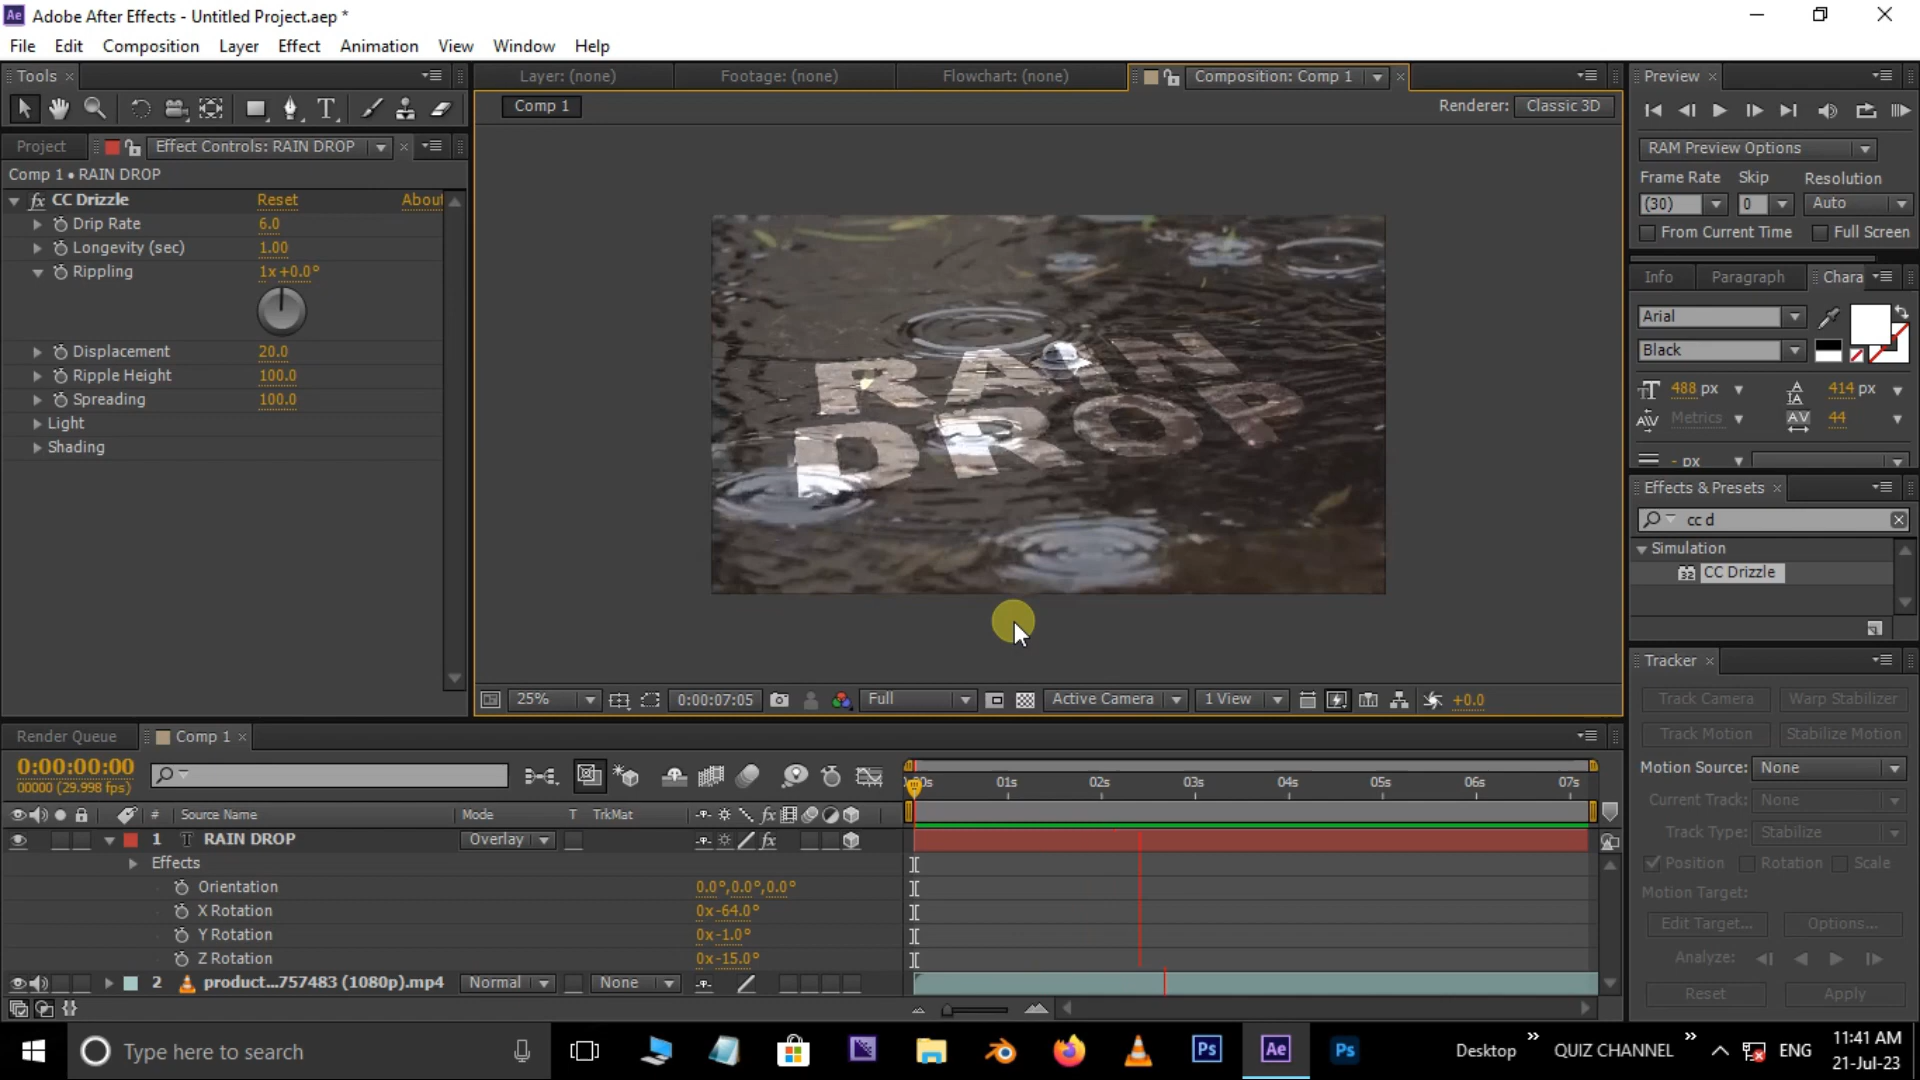 Adobe After Effects - Untitled Project.aep *
File Edit Composition Layer Effect Animation View Window Help
Tools
Layer: (none) Footage: (none) Flowchart: (none) Composition: Comp 1
Comp 1 Renderer: Classic 3D
Project Effect Controls: RAIN DROP
Comp 1 • RAIN DROP
fx CC Drizzle Reset About
Drip Rate 6.0
Longevity (sec) 1.00
Rippling 1x+0.0°
Displacement 20.0
Ripple Height 100.0
Spreading 100.0
Light
Shading
RAIN
DROP
25% 0:00:07:05 Full Active Camera 1 View +0.0
Preview
RAM Preview Options
Frame Rate Skip Resolution
(30) 0 Auto
From Current Time Full Screen
Info Paragraph Chara
Arial
Black
488 px 414 px
Metrics 44
- px
Effects & Presets
cc d
Simulation
32 CC Drizzle
Tracker
Track Camera Warp Stabilizer
Track Motion Stabilize Motion
Motion Source: None
Current Track: None
Track Type: Stabilize
Position Rotation Scale
Motion Target:
Edit Target... Options...
Analyze:
Reset Apply
Render Queue Comp 1
0:00:00:00
00000 (29.998 fps)
00s 01s 02s 03s 04s 05s 06s 07s
# Source Name Mode T TrkMat
1 T RAIN DROP Overlay
Effects
Orientation 0.0°,0.0°,0.0°
X Rotation 0x-64.0°
Y Rotation 0x-1.0°
Z Rotation 0x-15.0°
2 product...757483 (1080p).mp4 Normal None
Type here to search Ps Ae Ps Desktop QUIZ CHANNEL ENG 11:41 AM
21-Jul-23